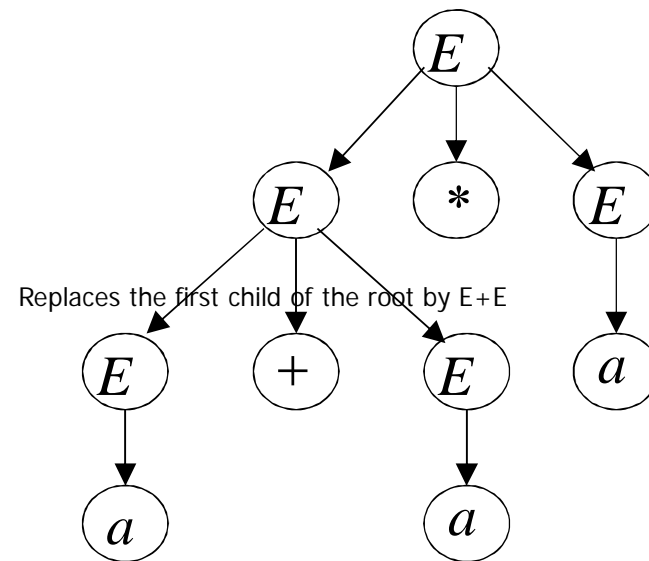 E
E * E
Replaces the first child of the root by E+E
E + E a
a a